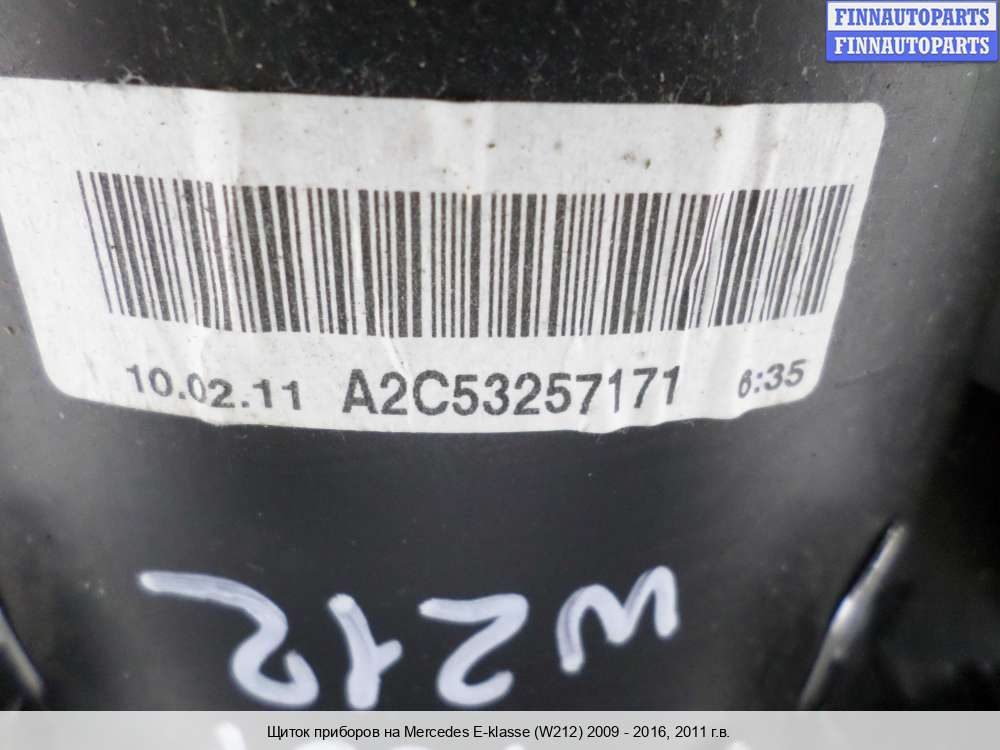 FINNAUTOPARTS
FINNAUTOPARTS
10.02.11 A2C53257171 6:35
W212
Щиток приборов на Mercedes E-klasse (W212) 2009 - 2016, 2011 г.в.